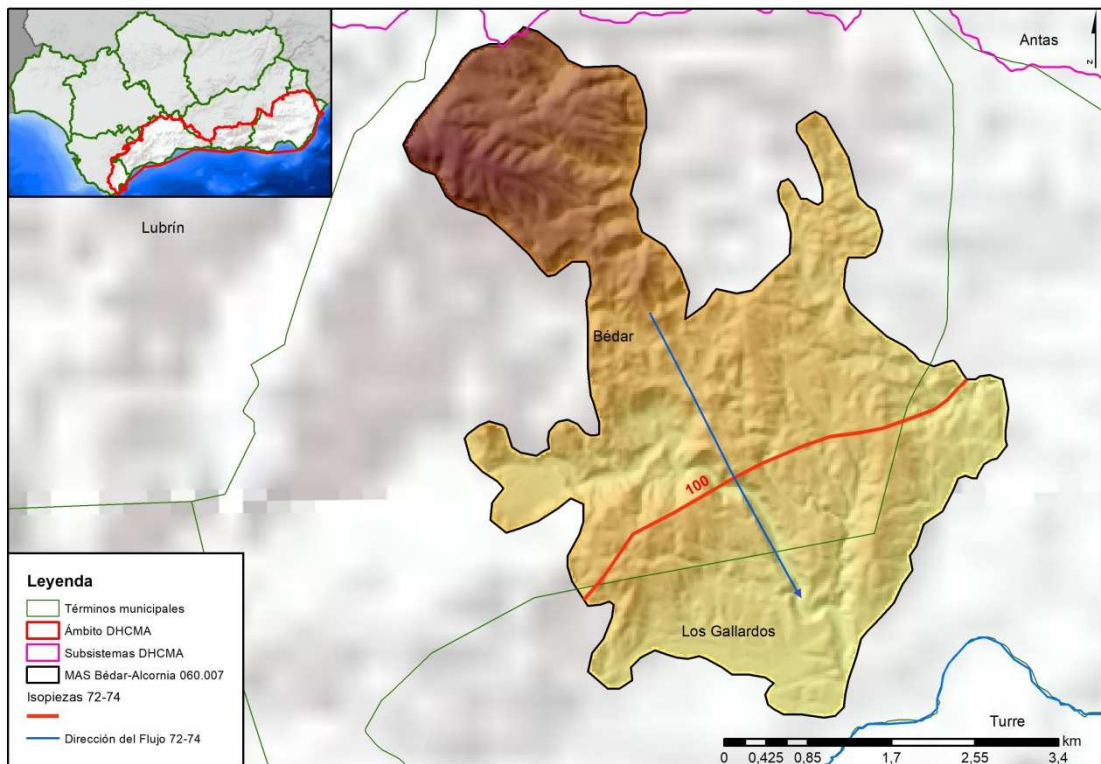 Antas
z
Lubrín
Bédar
100
Los Gallardos
Turre
Leyenda
Términos municipales
Ámbito DHCMA
Subsistemas DHCMA
MAS Bédar-Alcornia 060.007
Isopiezas 72-74
Dirección del Flujo 72-74
km
0 0,425 0,85 1,7 2,55 3,4